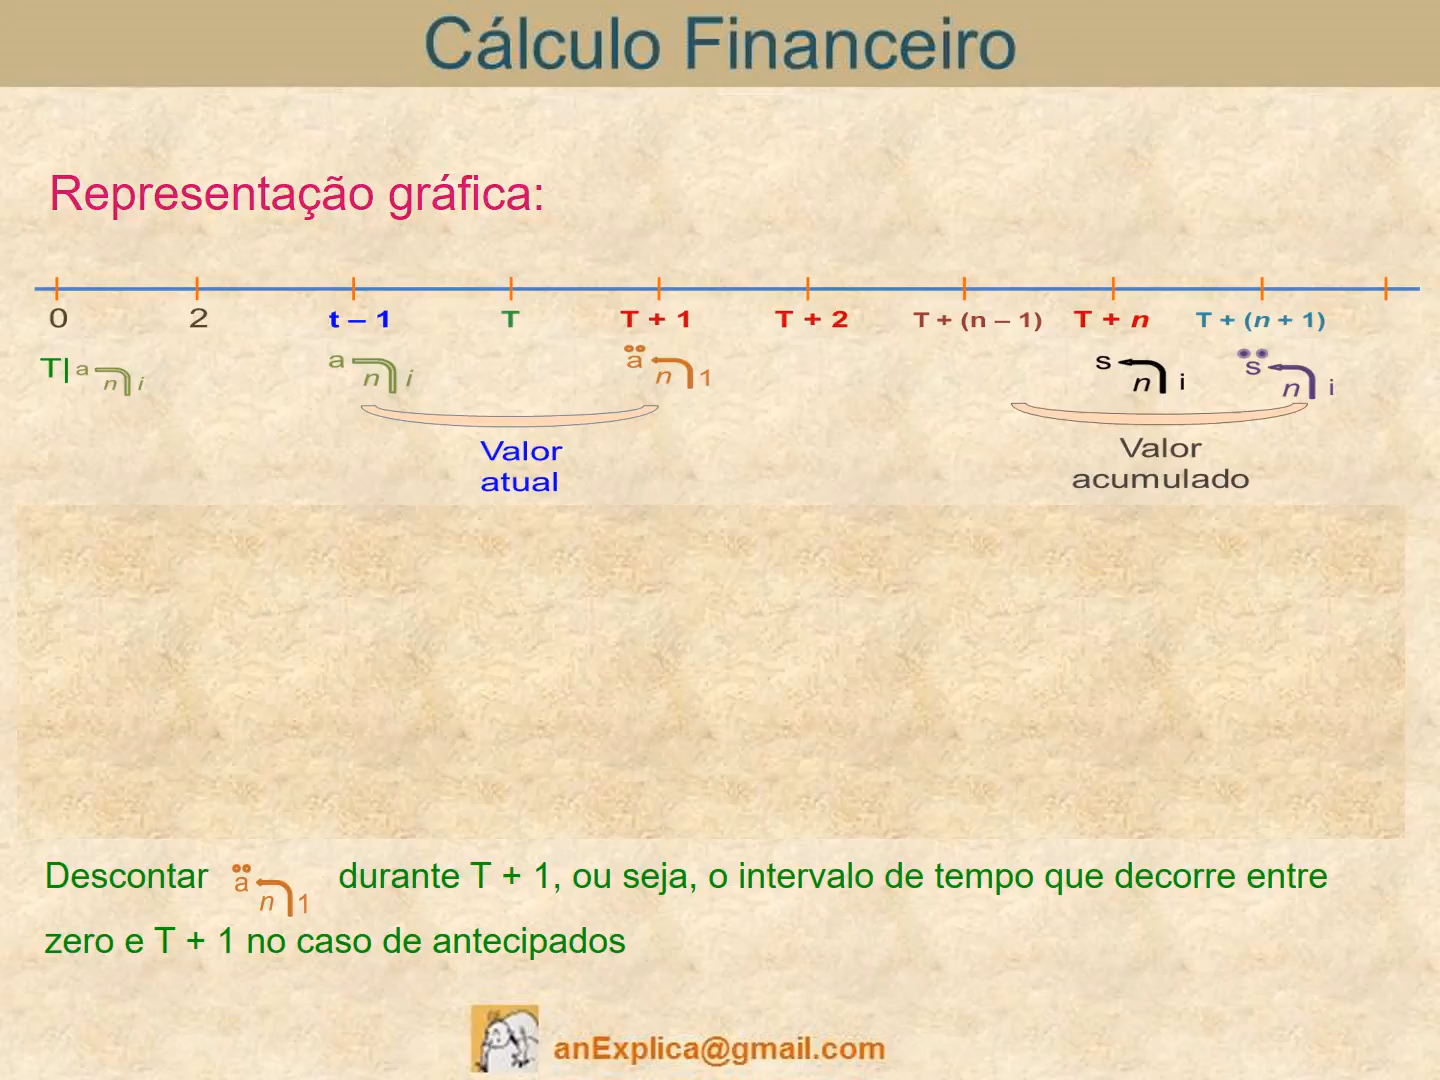 Cálculo Financeiro
Representação gráfica:
0 2 t – 1 T T + 1 T + 2 T + (n – 1) T + n T + (n + 1)
T| a n i a n i ä n 1 s n i s̈ n i
Valor
atual
Valor
acumulado
Descontar ä n 1 durante T + 1, ou seja, o intervalo de tempo que decorre entre
zero e T + 1 no caso de antecipados
anExplica@gmail.com